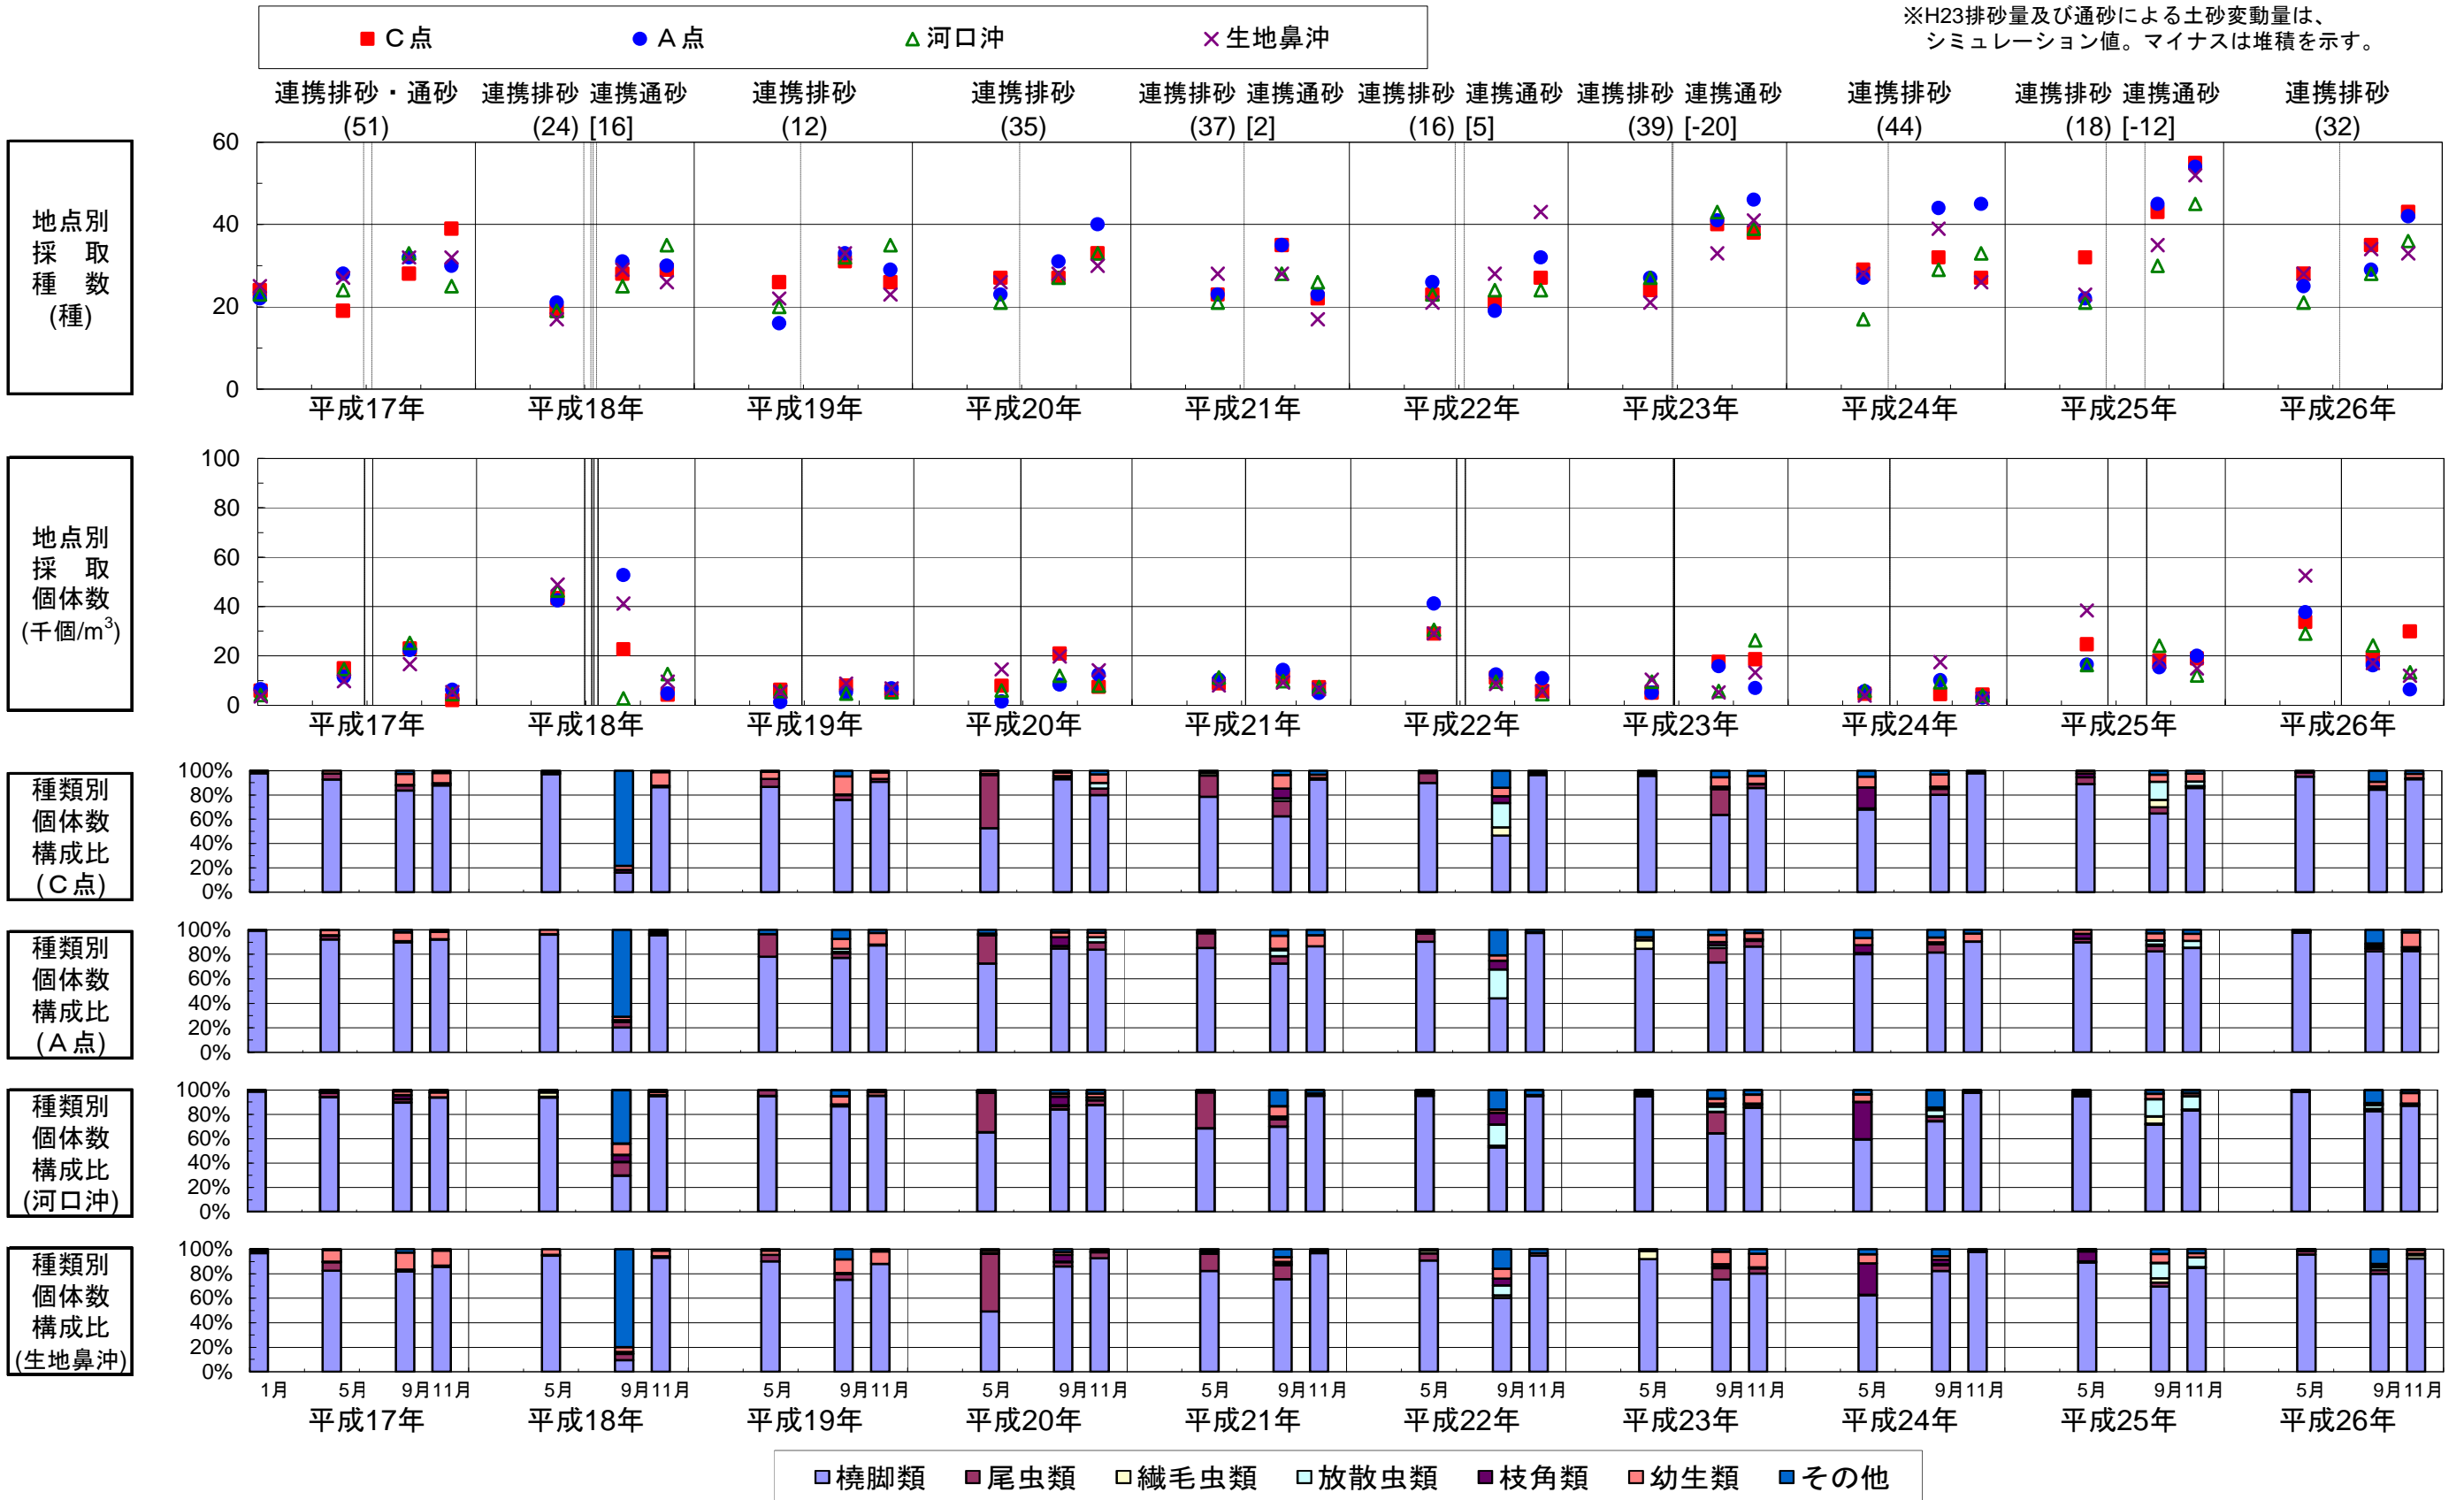 C点 A点 河口沖 生地鼻沖
※H23排砂量及び通砂による土砂変動量は、
シミュレーション値。マイナスは堆積を示す。
連携排砂・通砂 連携排砂 連携通砂 連携排砂 連携排砂 連携排砂 連携通砂 連携排砂 連携通砂 連携排砂 連携通砂 連携排砂 連携排砂 連携通砂 連携排砂
(51) (24) [16] (12) (35) (37) [2] (16) [5] (39) [-20] (44) (18) [-12] (32)
地点別
採 取
種 数
(種)
60
40
20
0
平成17年 平成18年 平成19年 平成20年 平成21年 平成22年 平成23年 平成24年 平成25年 平成26年
地点別
採 取
個体数
(千個/m³)
100
80
60
40
20
0
平成17年 平成18年 平成19年 平成20年 平成21年 平成22年 平成23年 平成24年 平成25年 平成26年
種類別
個体数
構成比
(C点)
100%
80%
60%
40%
20%
0%
種類別
個体数
構成比
(A点)
100%
80%
60%
40%
20%
0%
種類別
個体数
構成比
(河口沖)
100%
80%
60%
40%
20%
0%
種類別
個体数
構成比
(生地鼻沖)
100%
80%
60%
40%
20%
0%
1月 5月 9月 11月 5月 9月 11月 5月 9月 11月 5月 9月 11月 5月 9月 11月 5月 9月 11月 5月 9月 11月 5月 9月 11月 5月 9月 11月 5月 9月 11月
平成17年 平成18年 平成19年 平成20年 平成21年 平成22年 平成23年 平成24年 平成25年 平成26年
橈脚類 尾虫類 繊毛虫類 放散虫類 枝角類 幼生類 その他